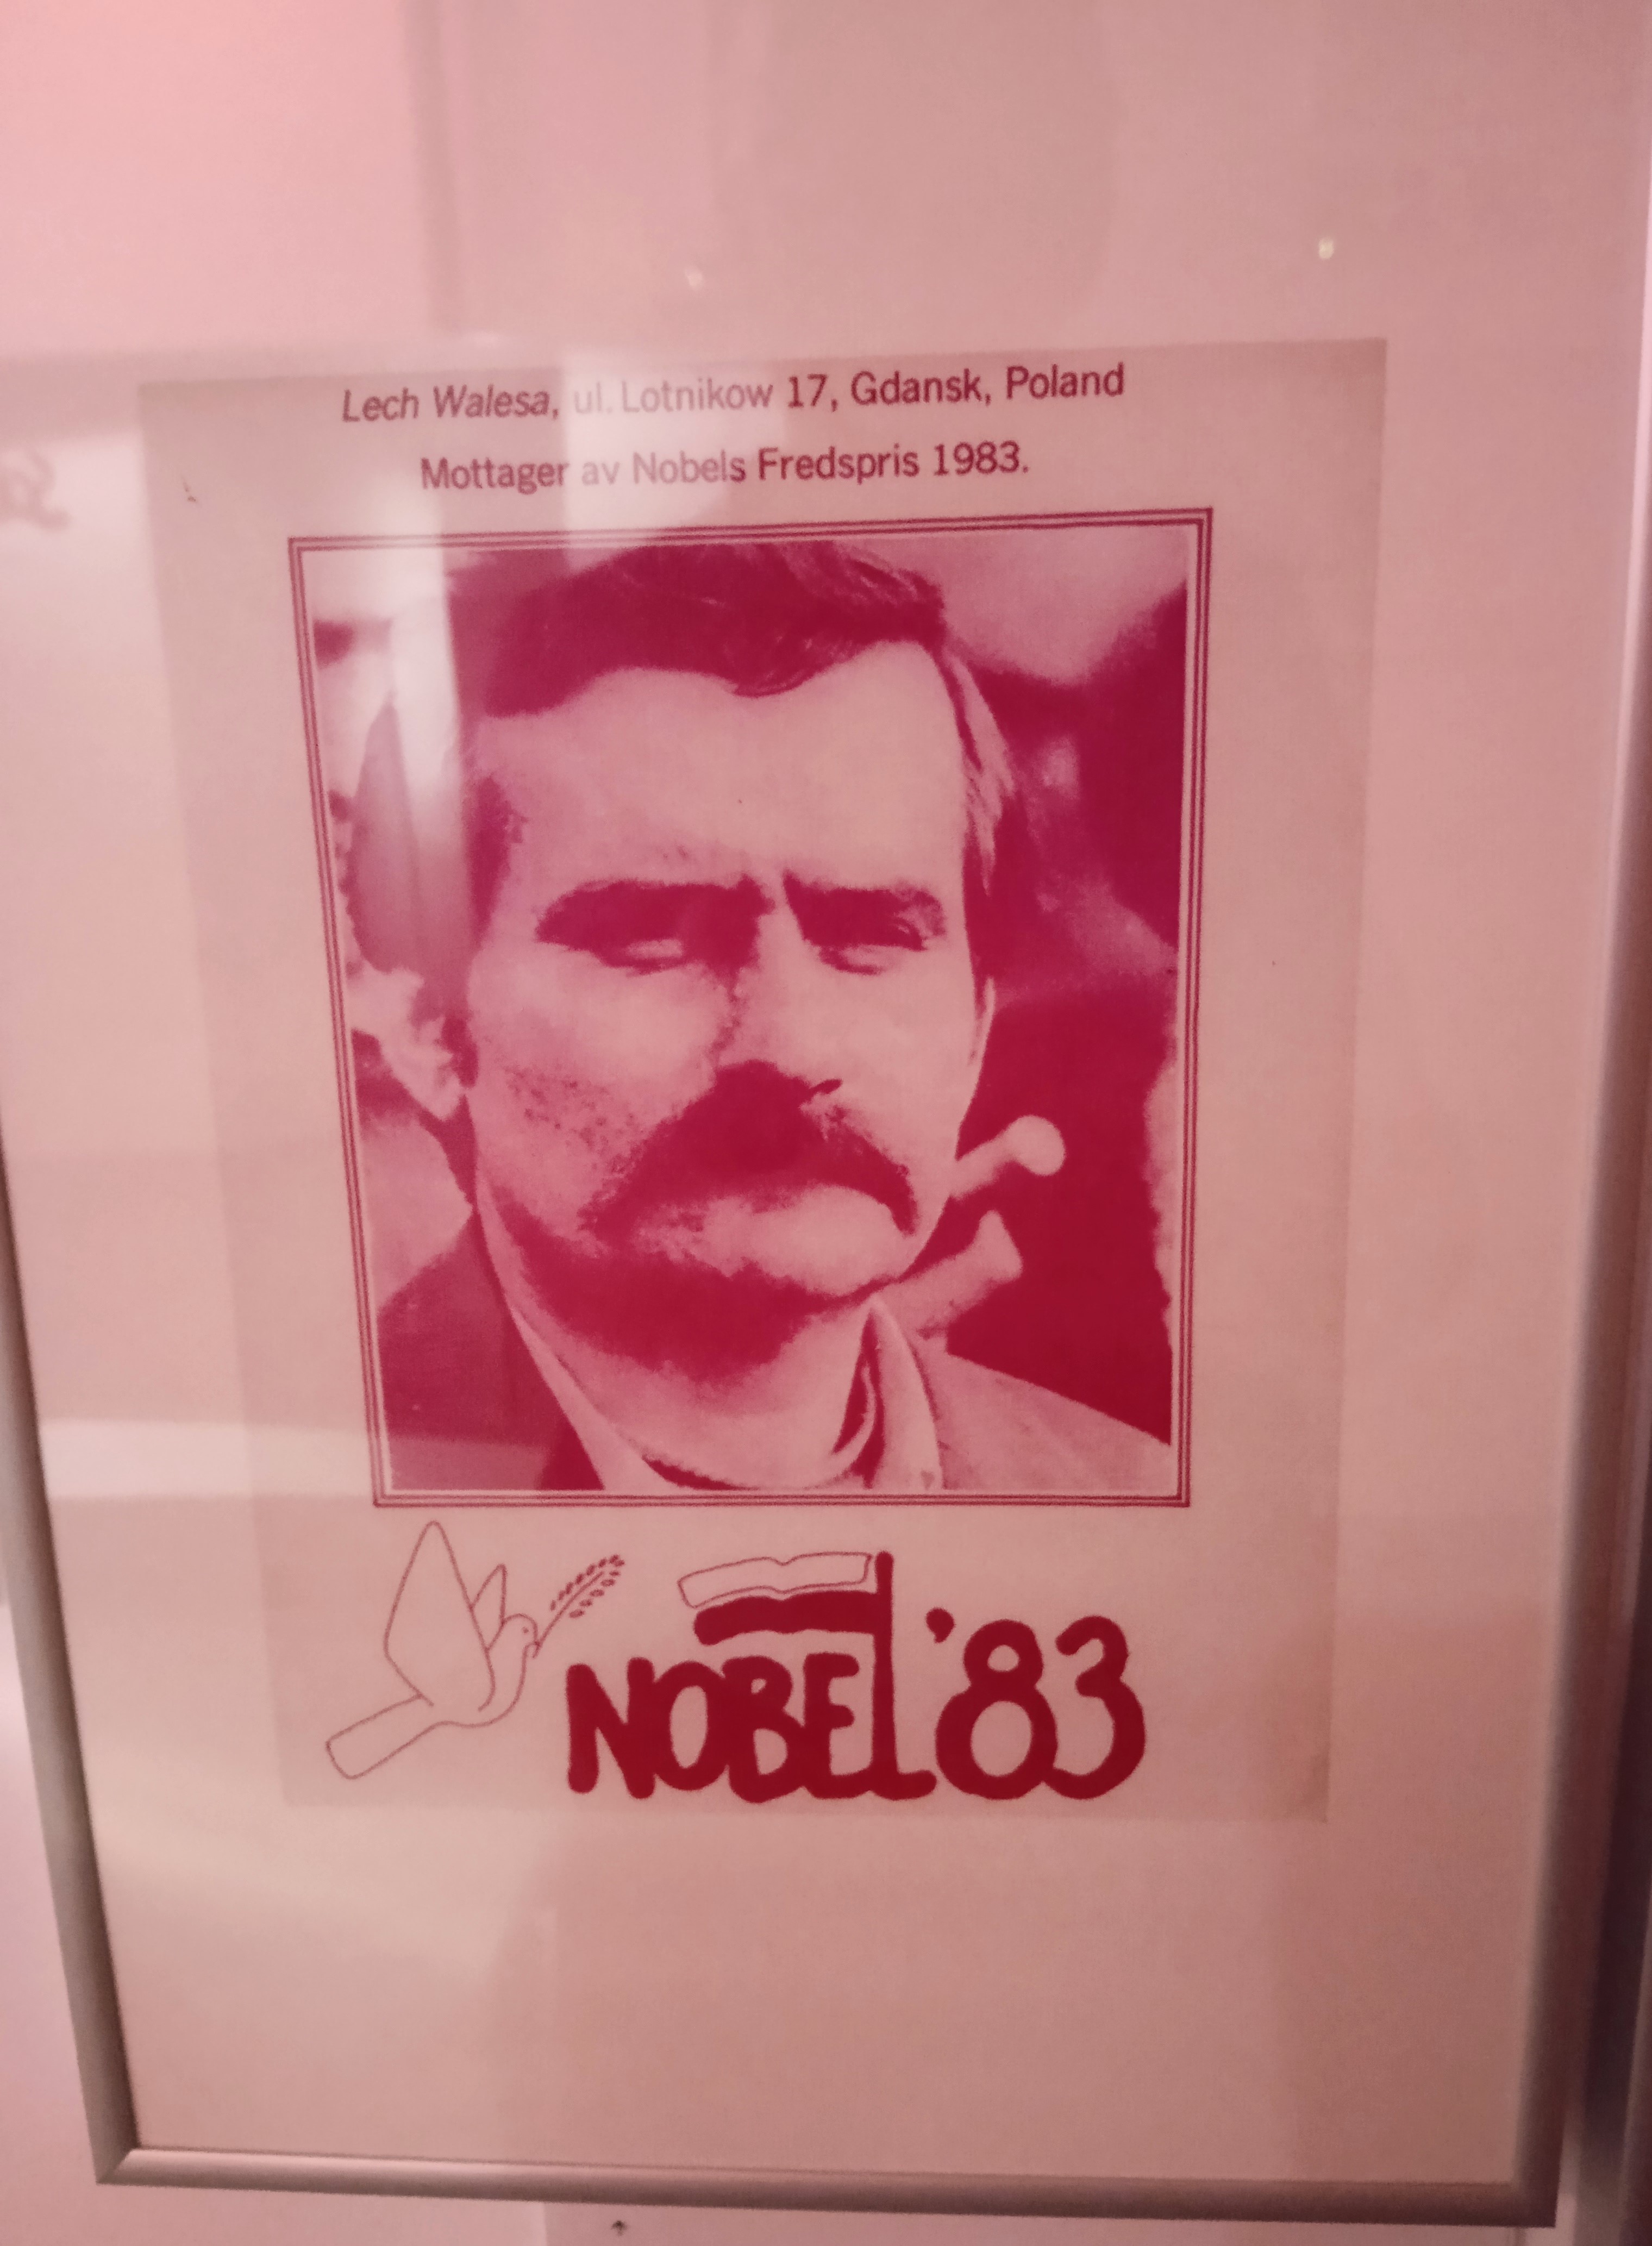 Lech Walesa, ul. Lotnikow 17, Gdansk, Poland
Mottager av Nobels Fredspris 1983.
NOBEL '83